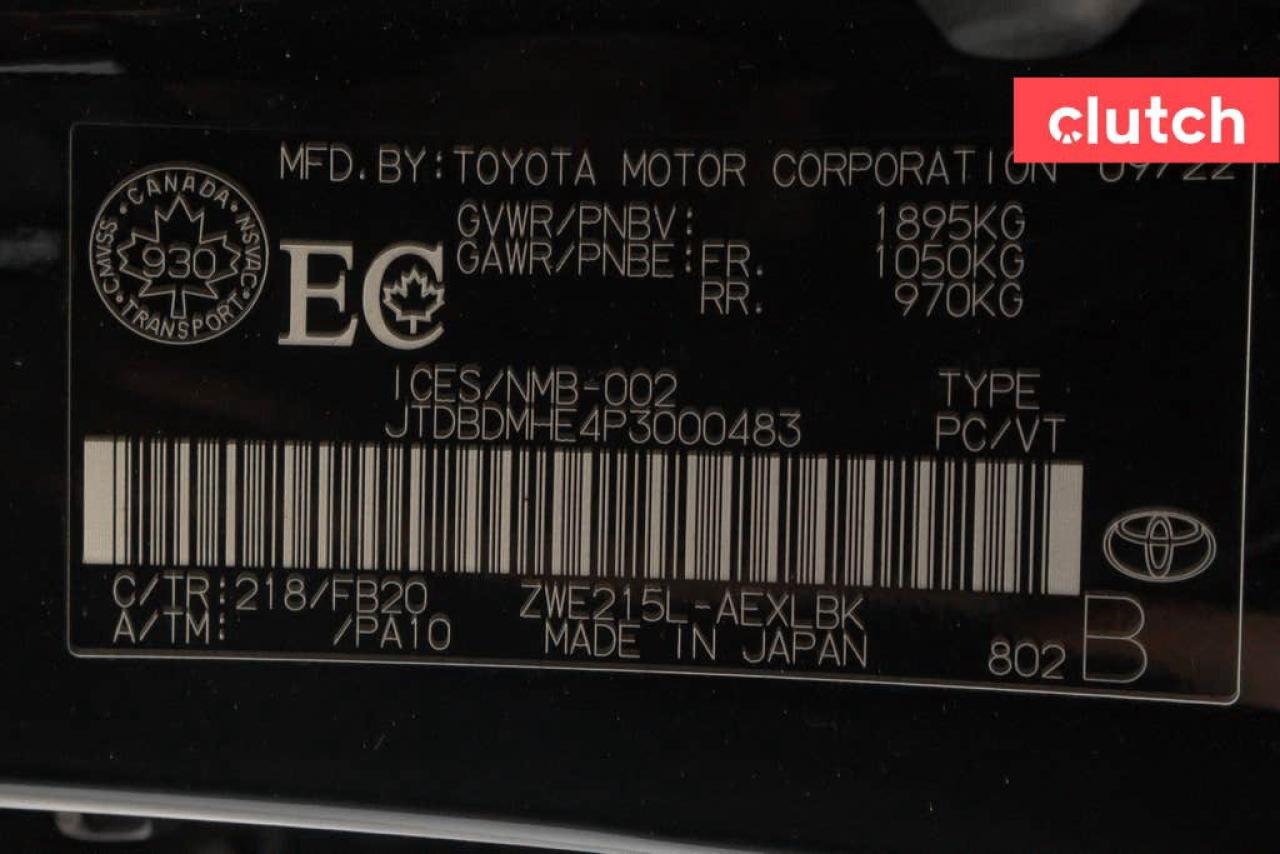 clutch
MFD.BY:TOYOTA MOTOR CORPORATION 09/22
CANADA
CMVSS
NSVAC
930
TRANSPORT
EC
GVWR/PNBV: 1895KG
GAWR/PNBE:FR. 1050KG
RR. 970KG
ICES/NMB-002 TYPE
JTDBDMHE4P3000483 PC/VT
C/TR:218/FB20 ZWE215L-AEXLBK
A/TM: /PA10 MADE IN JAPAN 802 B